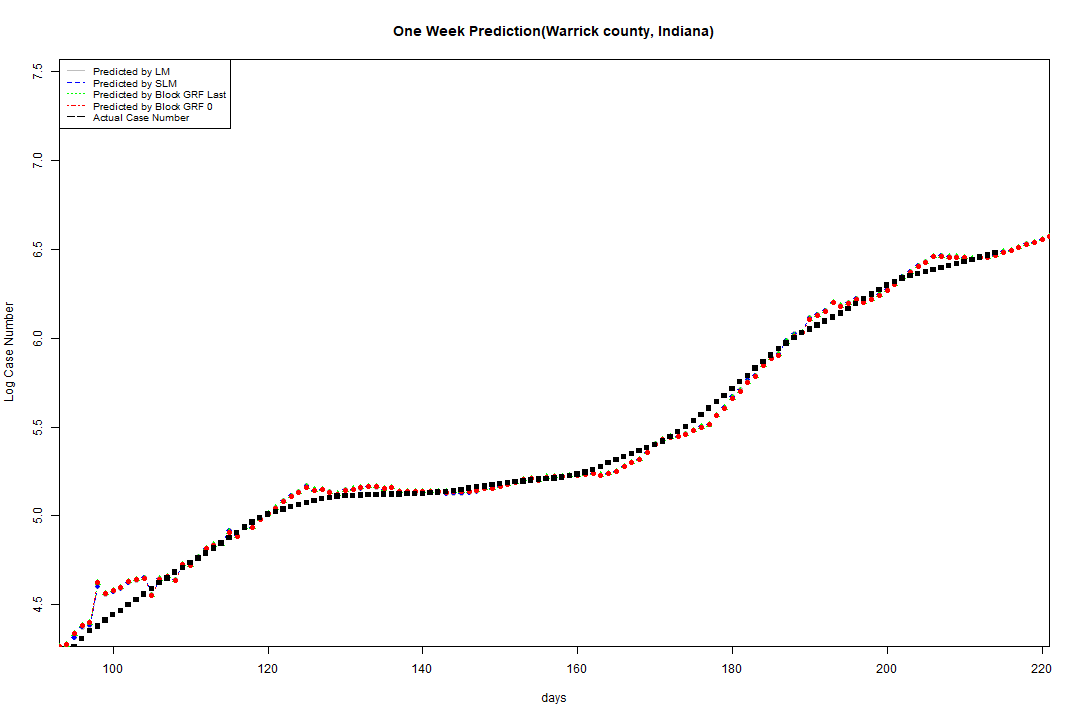 One Week Prediction(Warrick county, Indiana)
Predicted by LM
Predicted by SLM
Predicted by Block GRF Last
Predicted by Block GRF 0
Actual Case Number
Log Case Number
7.5
7.0
6.5
6.0
5.5
5.0
4.5
100 120 140 160 180 200 220
days